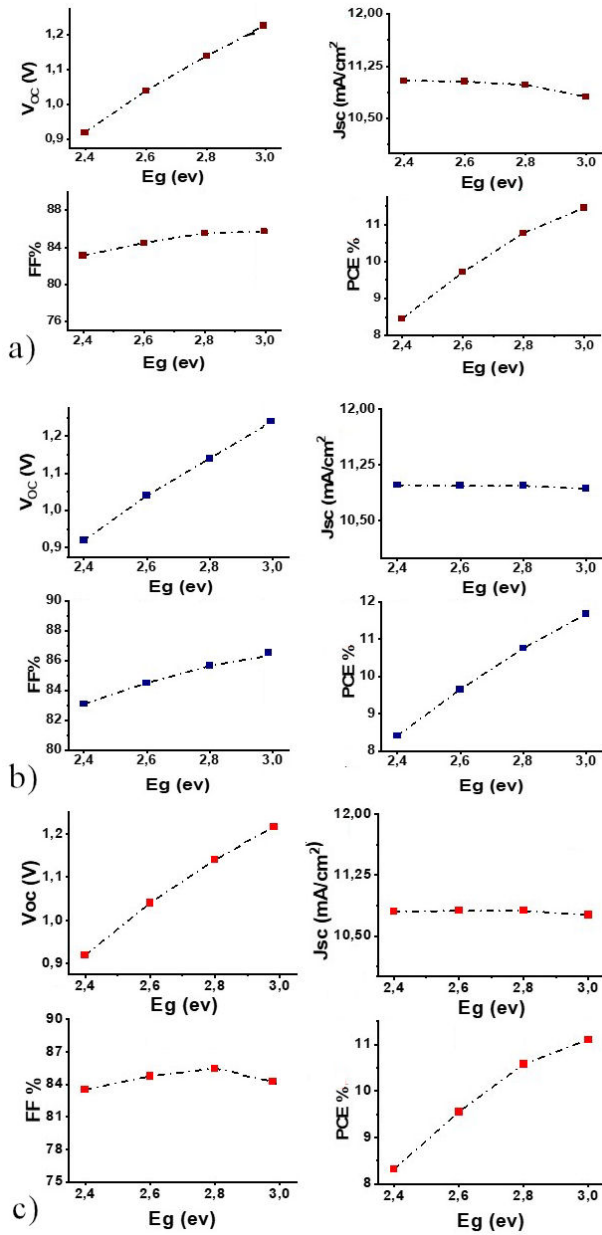 Voc (V)
1,2
1,1
1,0
0,9
2,4 2,6 2,8 3,0
Eg (ev)
Jsc (mA/cm²
12,00
11,25
10,50
2,4 2,6 2,8 3,0
Eg (ev)
FF%
88
84
80
76
2,4 2,6 2,8 3,0
Eg (ev)
PCE %
11
10
9
8
2,4 2,6 2,8 3,0
Eg (ev)
a)
Voc (V)
1,2
1,1
1,0
0,9
2,4 2,6 2,8 3,0
Eg (ev)
Jsc (mA/cm²
12,00
11,25
10,50
2,4 2,6 2,8 3,0
Eg (ev)
FF%
90
88
86
84
82
80
2,4 2,6 2,8 3,0
Eg (ev)
PCE %
12
11
10
9
8
2,4 2,6 2,8 3,0
Eg (ev)
b)
Voc (V)
1,2
1,1
1,0
0,9
2,4 2,6 2,8 3,0
Eg (ev)
Jsc (mA/cm²)
12,00
11,25
10,50
2,4 2,6 2,8 3,0
Eg (ev)
FF %
90
87
84
81
78
75
2,4 2,6 2,8 3,0
Eg (ev)
PCE %
11
10
9
8
2,4 2,6 2,8 3,0
Eg (ev)
c)